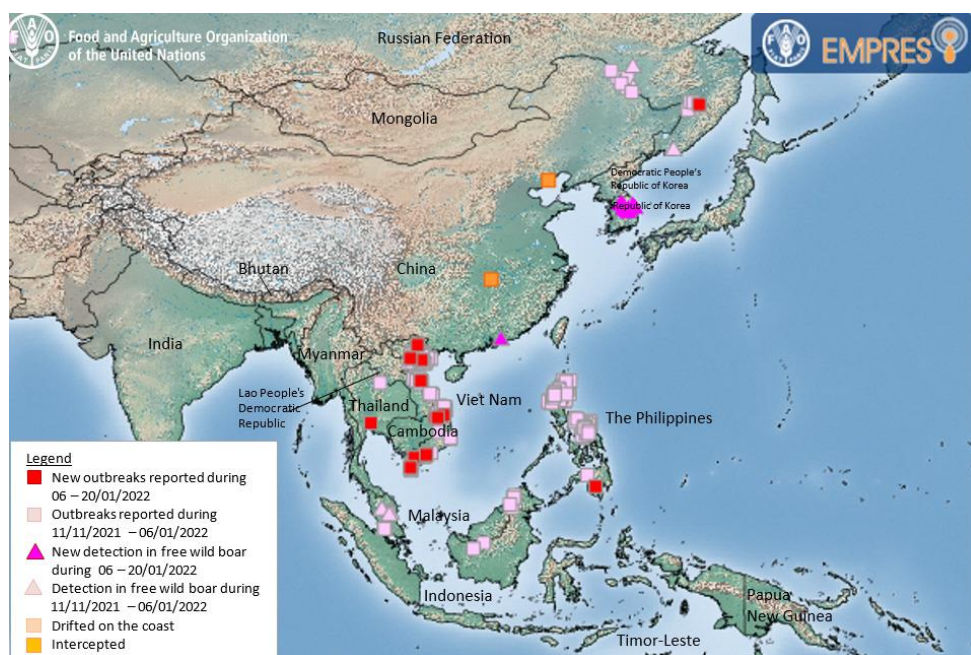 Food and Agriculture Organization
of the United Nations
FAO
EMPRES
Russian Federation
Mongolia
Democratic People's
Republic of Korea
Republic of Korea
China
Bhutan
India
Myanmar
Lao People's
Democratic
Republic
Thailand
Viet Nam
Cambodia
The Philippines
Malaysia
Indonesia
Papua
New Guinea
Timor-Leste
Legend
New outbreaks reported during
06 – 20/01/2022
Outbreaks reported during
11/11/2021 – 06/01/2022
New detection in free wild boar
during 06 – 20/01/2022
Detection in free wild boar during
11/11/2021 – 06/01/2022
Drifted on the coast
Intercepted